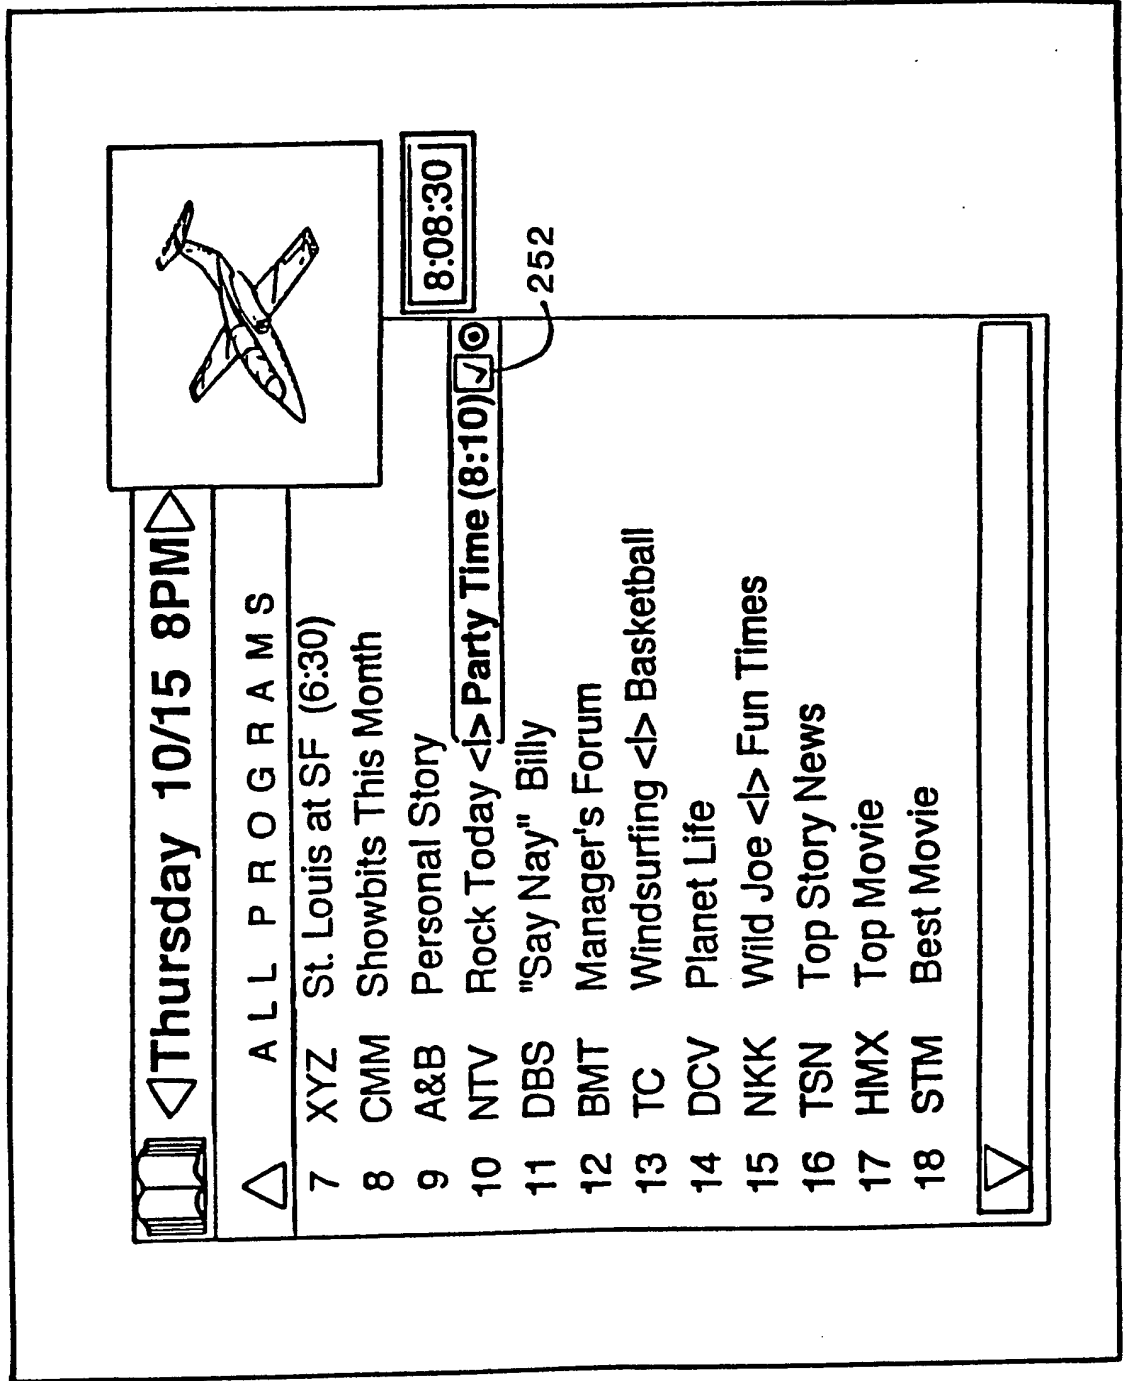 Thursday 10/15 8PM
ALL PROGRAMS
8:08:30
7 XYZ St. Louis at SF (6:30)
8 CMM Showbits This Month
9 A&B Personal Story
10 NTV Rock Today <I> Party Time (8:10)
252
11 DBS "Say Nay" Billy
12 BMT Manager's Forum
13 TC Windsurfing <I> Basketball
14 DCV Planet Life
15 NKK Wild Joe <I> Fun Times
16 TSN Top Story News
17 HMX Top Movie
18 STM Best Movie